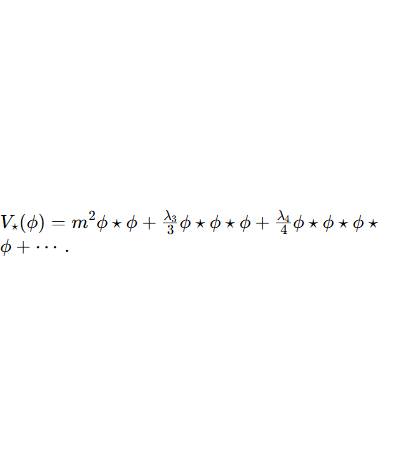 V⋆(ϕ) = m²ϕ ⋆ ϕ + λ₃/3 ϕ ⋆ ϕ ⋆ ϕ + λ₄/4 ϕ ⋆ ϕ ⋆ ϕ ⋆
ϕ + ⋯ .